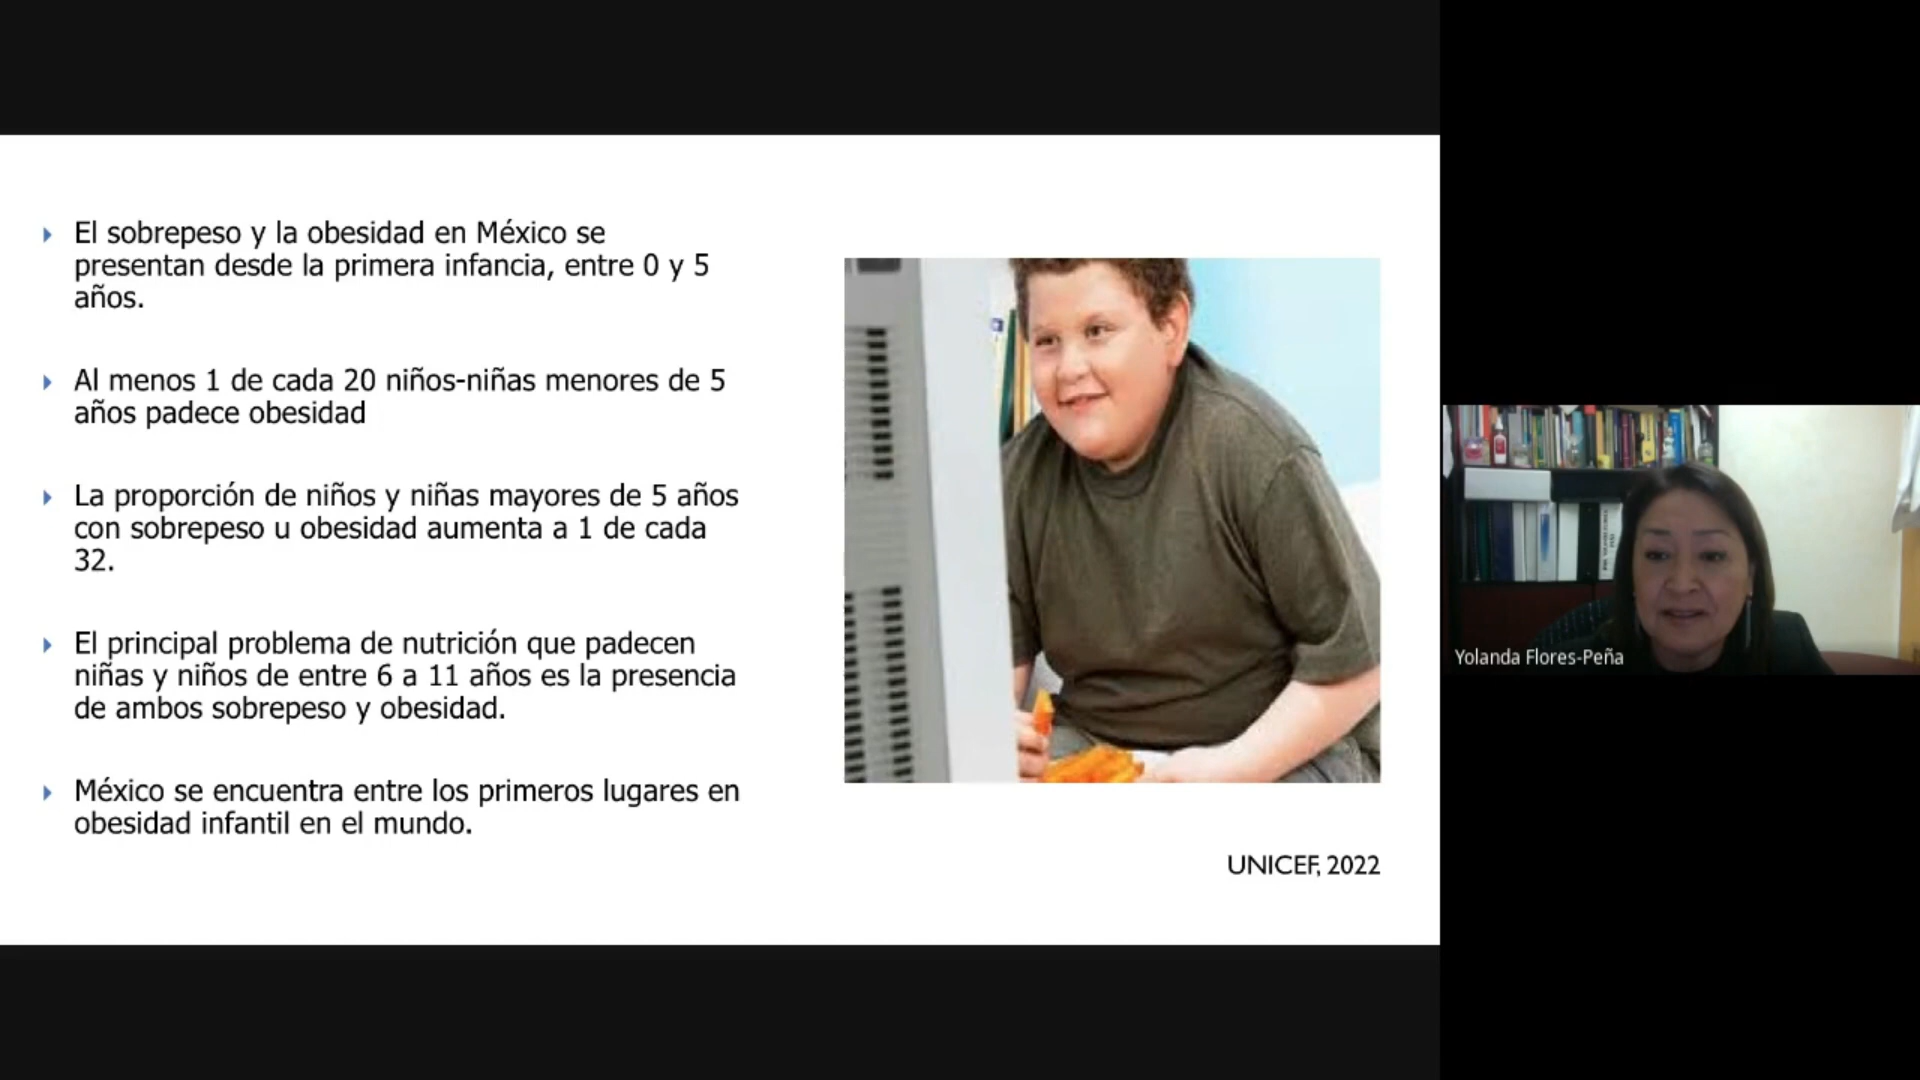 El sobrepeso y la obesidad en México se
presentan desde la primera infancia, entre 0 y 5
años.
Al menos 1 de cada 20 niños-niñas menores de 5
años padece obesidad
La proporción de niños y niñas mayores de 5 años
con sobrepeso u obesidad aumenta a 1 de cada
32.
El principal problema de nutrición que padecen
niñas y niños de entre 6 a 11 años es la presencia
de ambos sobrepeso y obesidad.
México se encuentra entre los primeros lugares en
obesidad infantil en el mundo.
UNICEF, 2022
Yolanda Flores-Peña